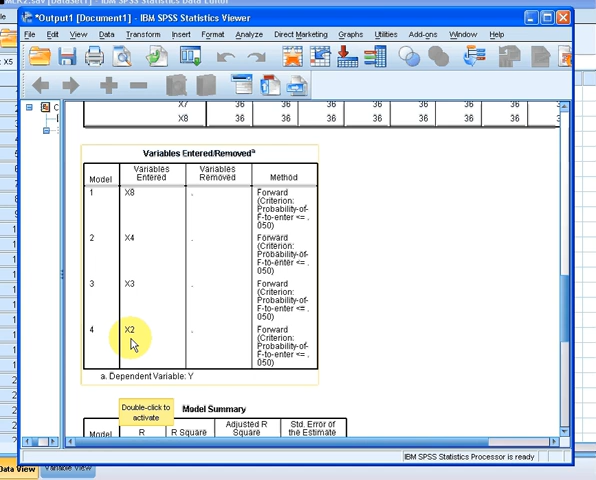 *Output1 [Document1] - IBM SPSS Statistics Viewer
File Edit View Data Transform Insert Format Analyze Direct Marketing Graphs Utilities Add-ons Window Help
X7 36 36 36 36 36 36 36 36
X8 36 36 36 36 36 36 36 36
Variables Entered/Removedª
Model Variables Entered Variables Removed Method
1 X8 . Forward
(Criterion:
Probability-of-
F-to-enter <= .
050)
2 X4 . Forward
(Criterion:
Probability-of-
F-to-enter <= .
050)
3 X3 . Forward
(Criterion:
Probability-of-
F-to-enter <= .
050)
4 X2 . Forward
(Criterion:
Probability-of-
F-to-enter <= .
050)
a. Dependent Variable: Y
Double-click to
activate
Model Summary
Model R R Square Adjusted R Square Std. Error of the Estimate
IBM SPSS Statistics Processor is ready
Data View Variable View